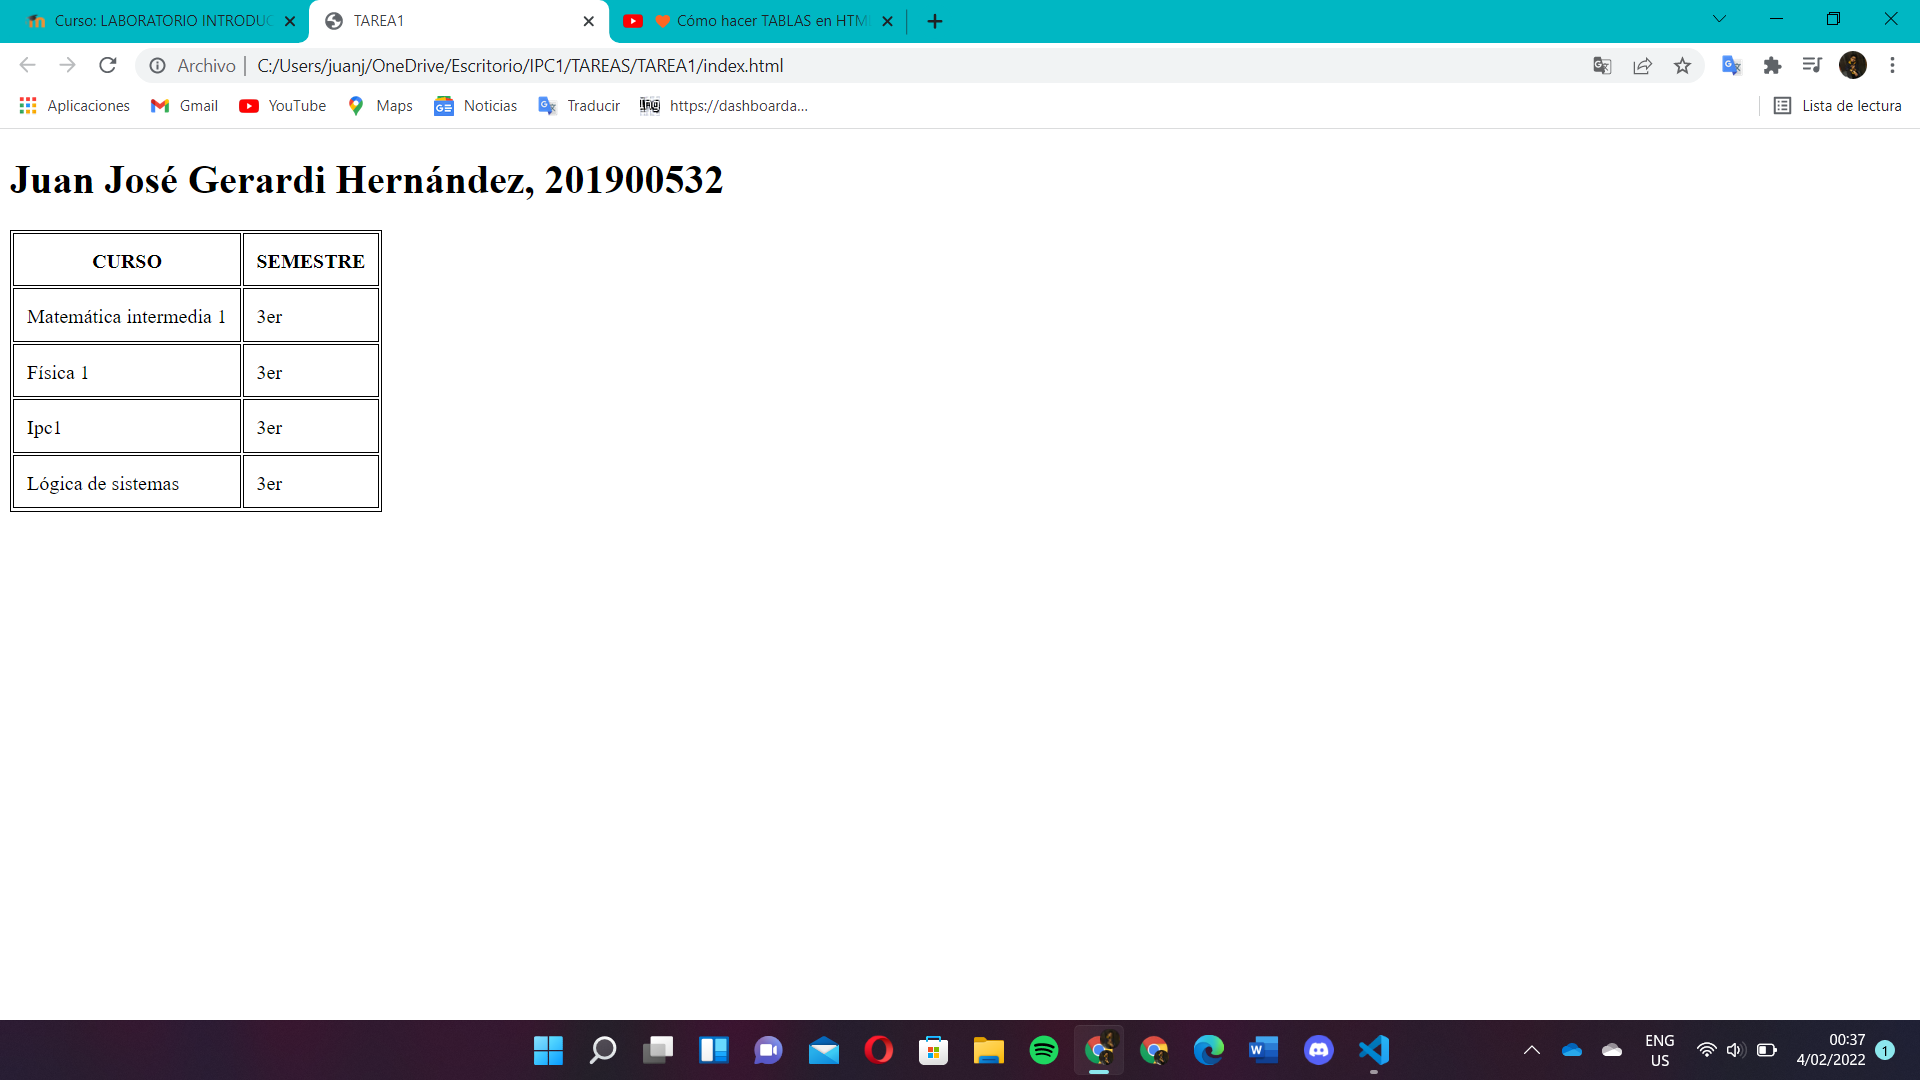 Curso: LABORATORIO INTRODUC
TAREA1
Cómo hacer TABLAS en HTM
Archivo | C:/Users/juanj/OneDrive/Escritorio/IPC1/TAREAS/TAREA1/index.html
Aplicaciones
Gmail
YouTube
Maps
Noticias
Traducir
https://dashboarda...
Lista de lectura
Juan José Gerardi Hernández, 201900532
CURSO SEMESTRE
Matemática intermedia 1 3er
Física 1 3er
Ipc1 3er
Lógica de sistemas 3er
ENG
US
00:37
4/02/2022
1